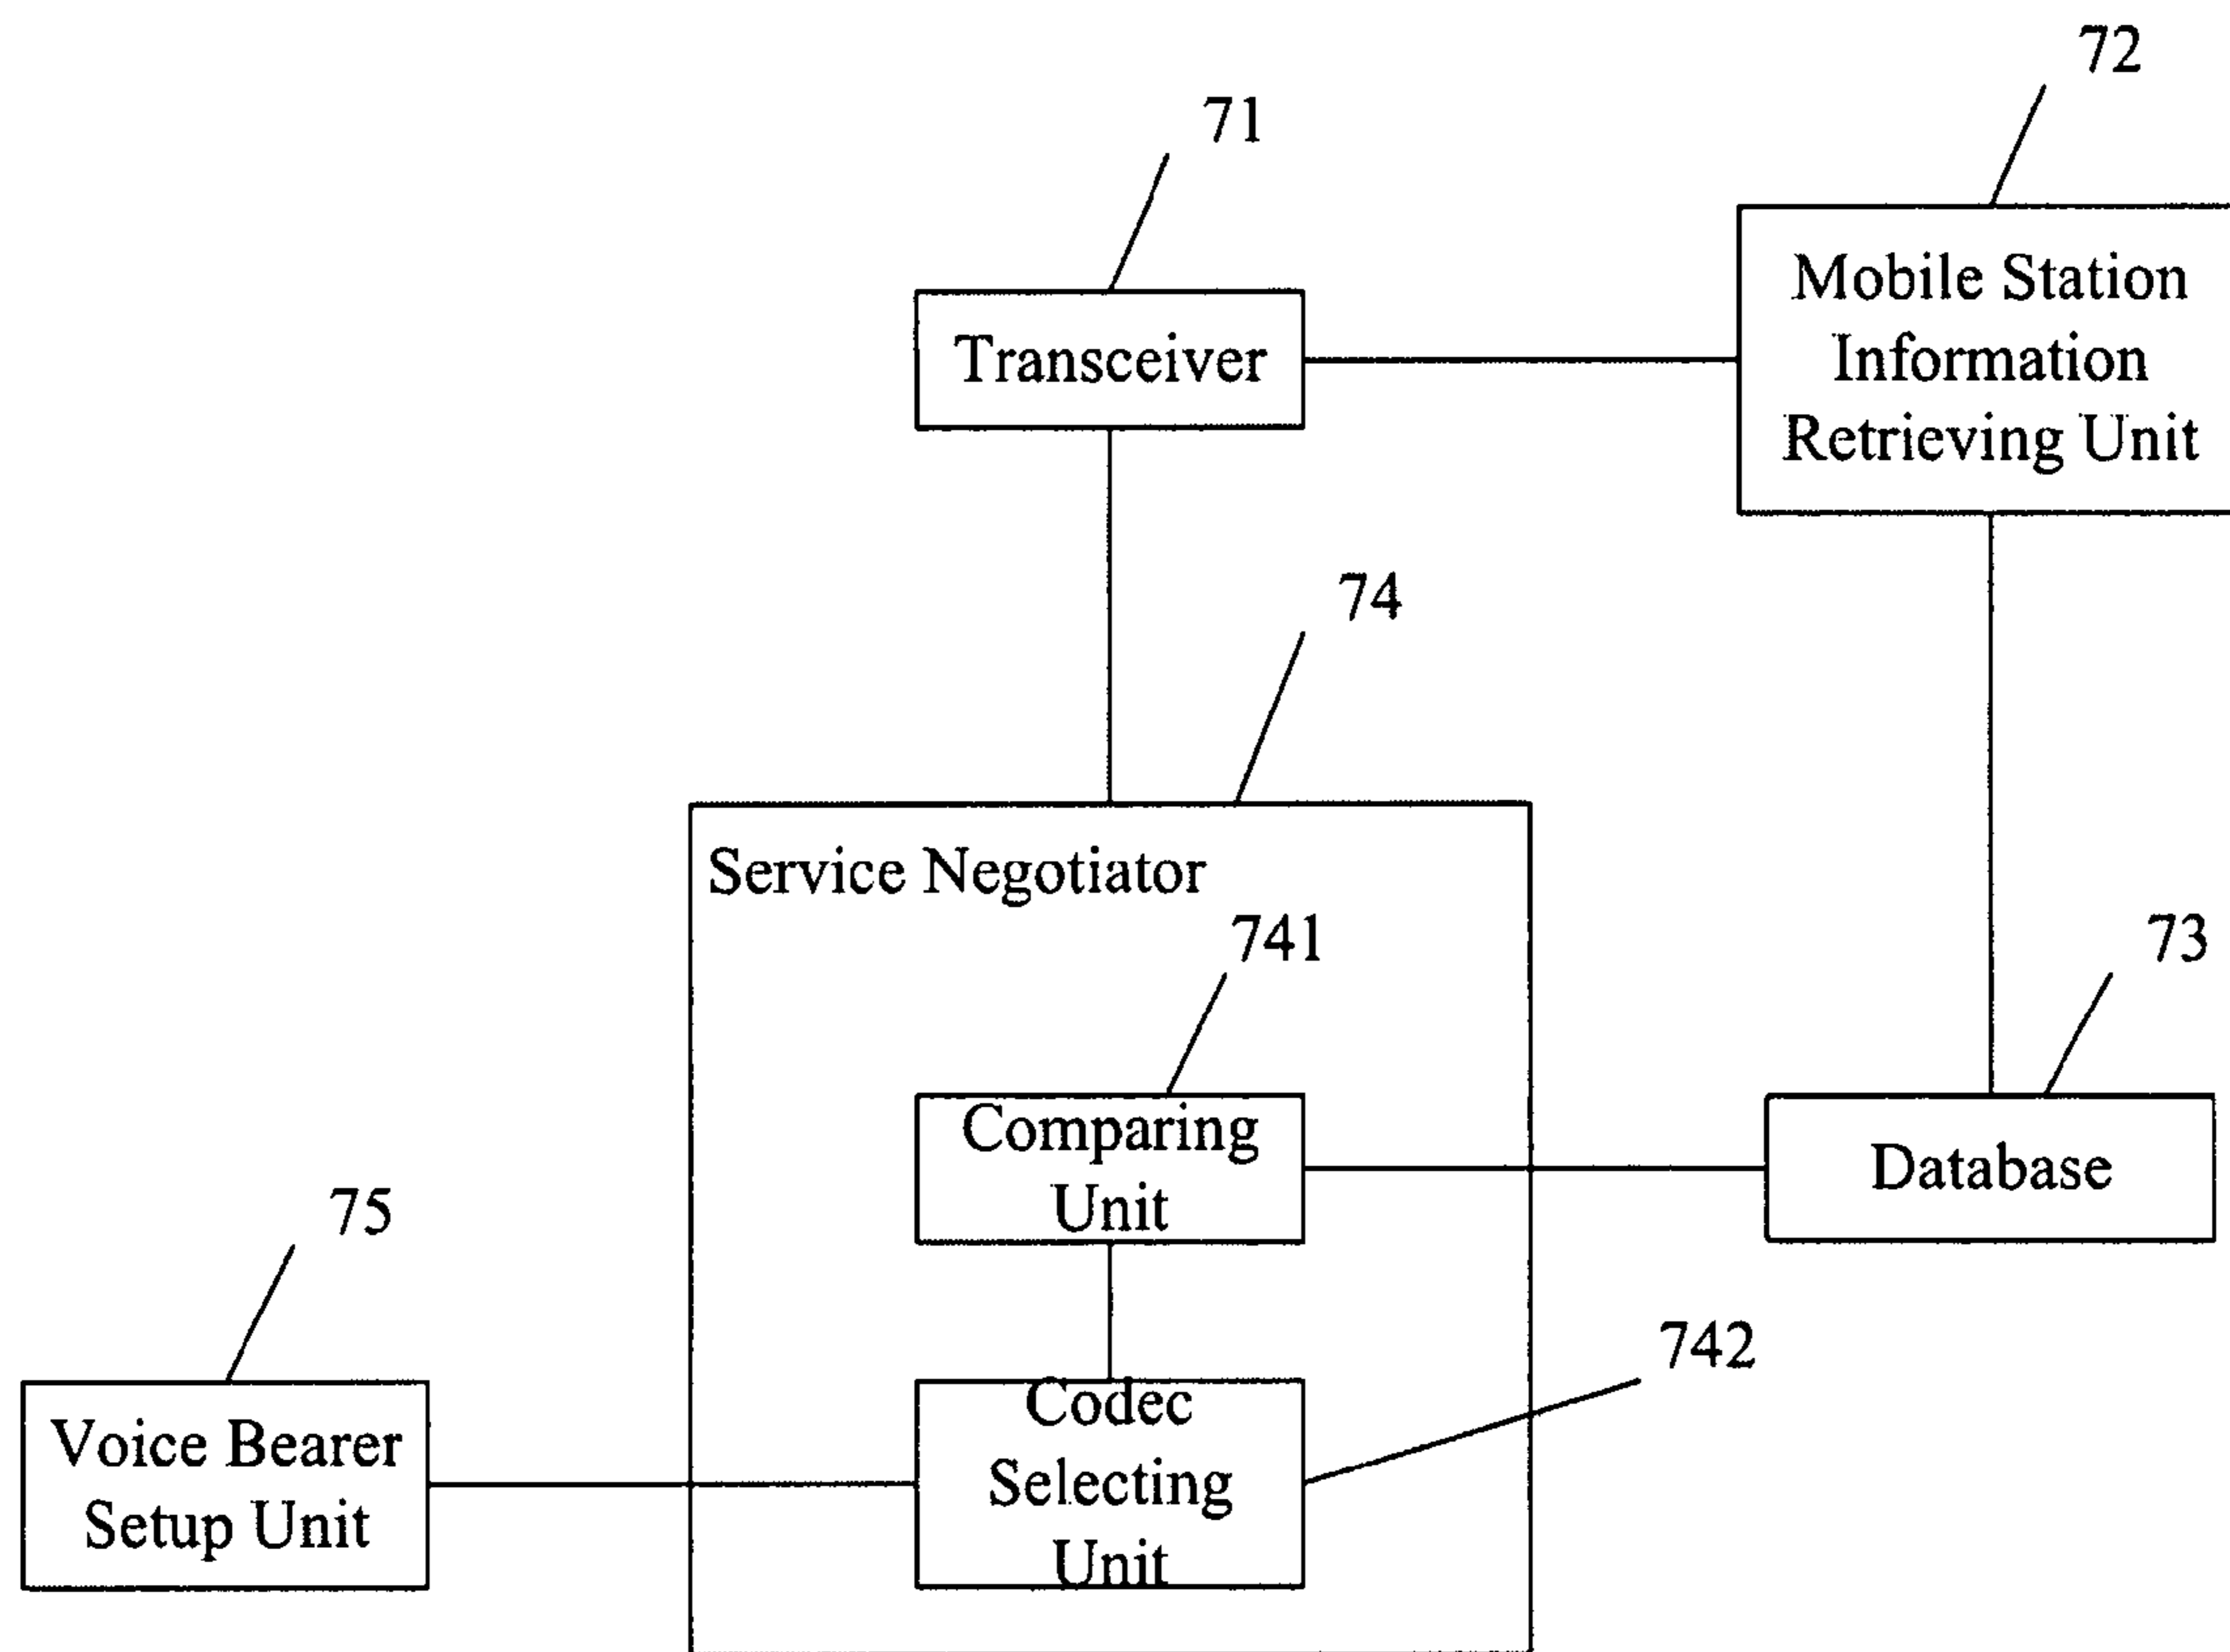 72
71
Mobile Station
Information
Retrieving Unit
Transceiver
74
Service Negotiator
741
73
Comparing
Unit
Database
75
742
Codec
Selecting
Unit
Voice Bearer
Setup Unit